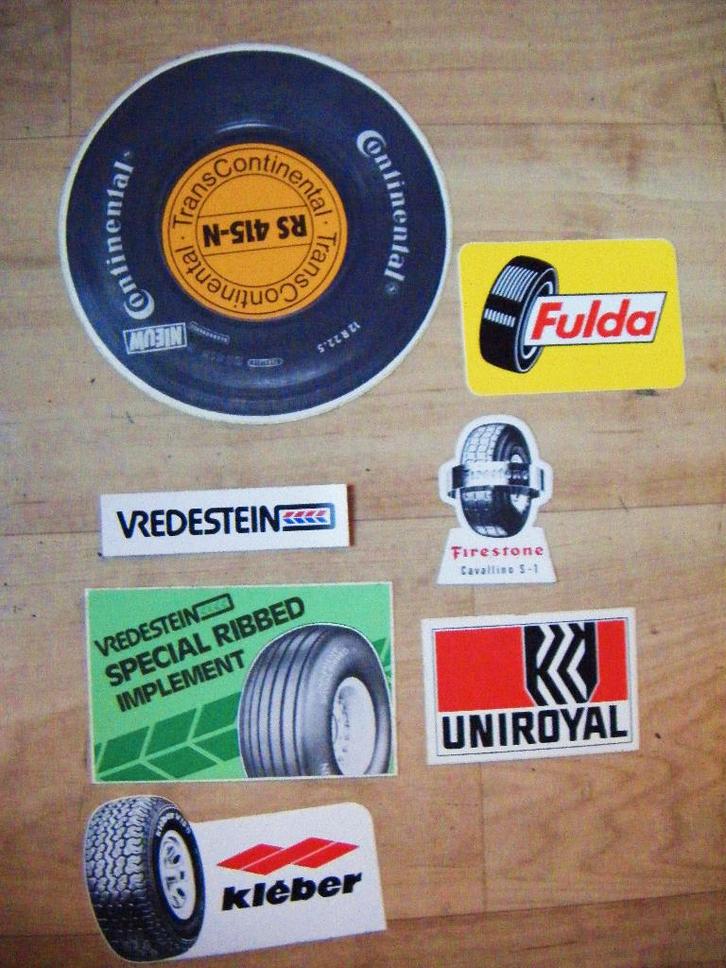 Continental
Continental
TransContinental · TransContinental ·
RS 415-N
NIEUW
12 R 22,5
Fulda
Firestone
Firestone
Cavallino S-1
VREDESTEIN
VREDESTEIN
SPECIAL RIBBED
IMPLEMENT
UNIROYAL
kléber